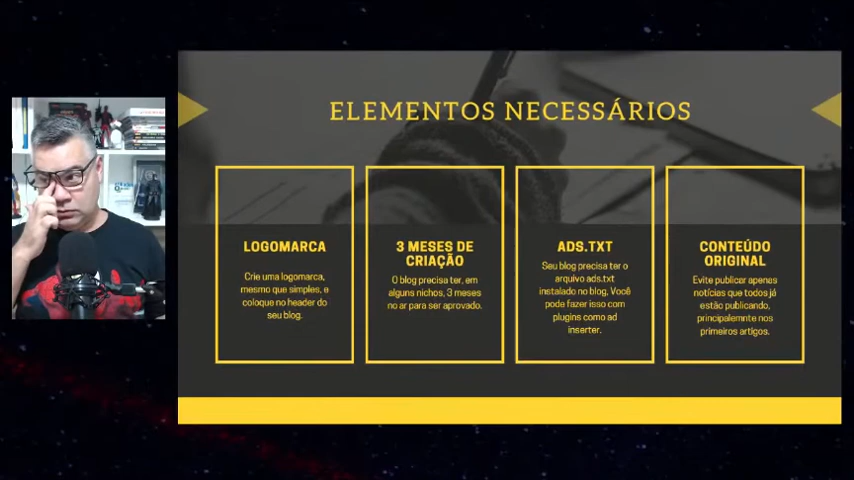 ELEMENTOS NECESSÁRIOS
LOGOMARCA
Crie uma logomarca,
mesmo que simples, e
coloque no header do
seu blog.
3 MESES DE
CRIAÇÃO
O blog precisa ter, em
alguns nichos, 3 meses
no ar para ser aprovado.
ADS.TXT
Seu blog precisa ter o
arquivo ads.txt
instalado no blog. Você
pode fazer isso com
plugins como ad
inserter.
CONTEÚDO
ORIGINAL
Evite publicar apenas
notícias que todos já
estão publicando,
principalemnte nos
primeiros artigos.